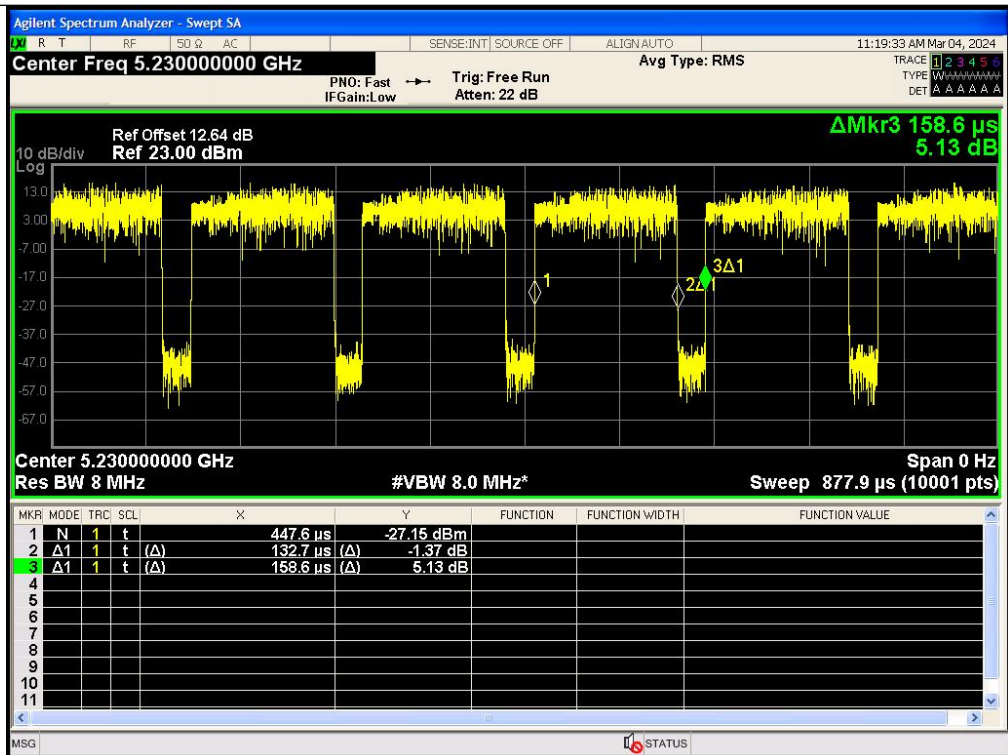 Agilent Spectrum Analyzer - Swept SA
LXI R T RF 50 Ω AC SENSE:INT SOURCE OFF ALIGN AUTO 11:19:33 AM Mar 04, 2024
Center Freq 5.230000000 GHz
PNO: Fast
IFGain:Low
Trig: Free Run
Atten: 22 dB
Avg Type: RMS
TRACE 1 2 3 4 5 6
TYPE W
DET A A A A A A
ΔMkr3 158.6 µs
5.13 dB
Ref Offset 12.64 dB
10 dB/div Ref 23.00 dBm
Log
13.0
3.00
-7.00
-17.0
-27.0
-37.0
-47.0
-57.0
-67.0
1
2Δ1
3Δ1
Center 5.230000000 GHz Span 0 Hz
Res BW 8 MHz #VBW 8.0 MHz* Sweep 877.9 µs (10001 pts)
MKR MODE TRC SCL X Y FUNCTION FUNCTION WIDTH FUNCTION VALUE
1 N 1 t 447.6 µs -27.15 dBm
2 Δ1 1 t (Δ) 132.7 µs (Δ) -1.37 dB
3 Δ1 1 t (Δ) 158.6 µs (Δ) 5.13 dB
4
5
6
7
8
9
10
11
MSG STATUS